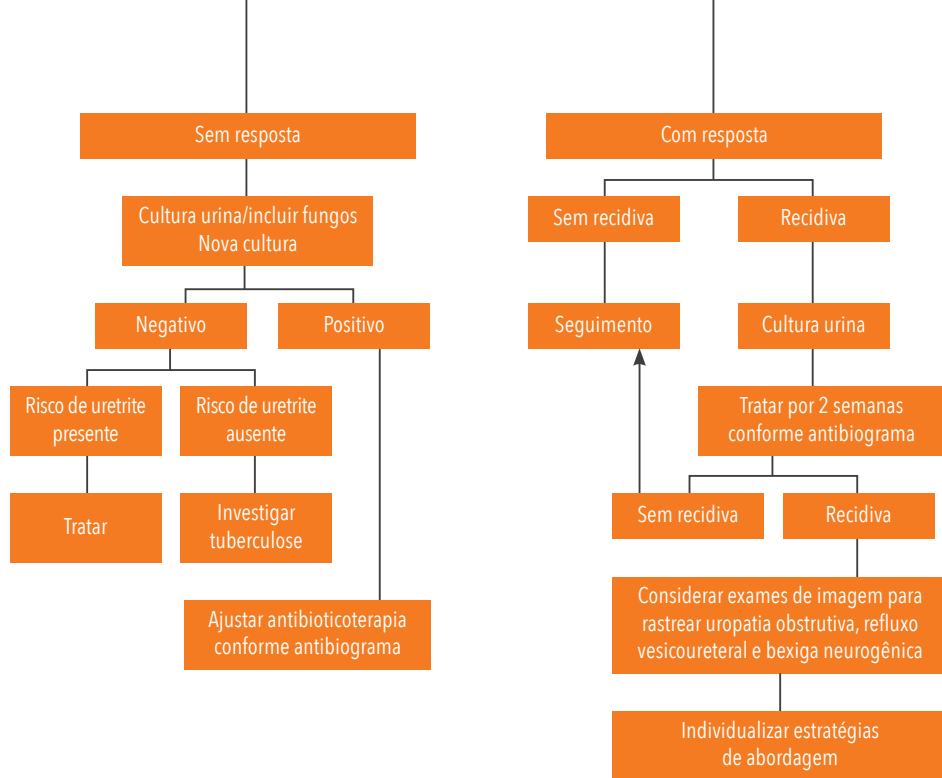 Sem resposta
Cultura urina/incluir fungos
Nova cultura
Negativo
Positivo
Risco de uretrite
presente
Risco de uretrite
ausente
Tratar
Investigar
tuberculose
Ajustar antibioticoterapia
conforme antibiograma
Com resposta
Sem recidiva
Recidiva
Seguimento
Cultura urina
Tratar por 2 semanas
conforme antibiograma
Sem recidiva
Recidiva
Considerar exames de imagem para
rastrear uropatia obstrutiva, refluxo
vesicoureteral e bexiga neurogênica
Individualizar estratégias
de abordagem